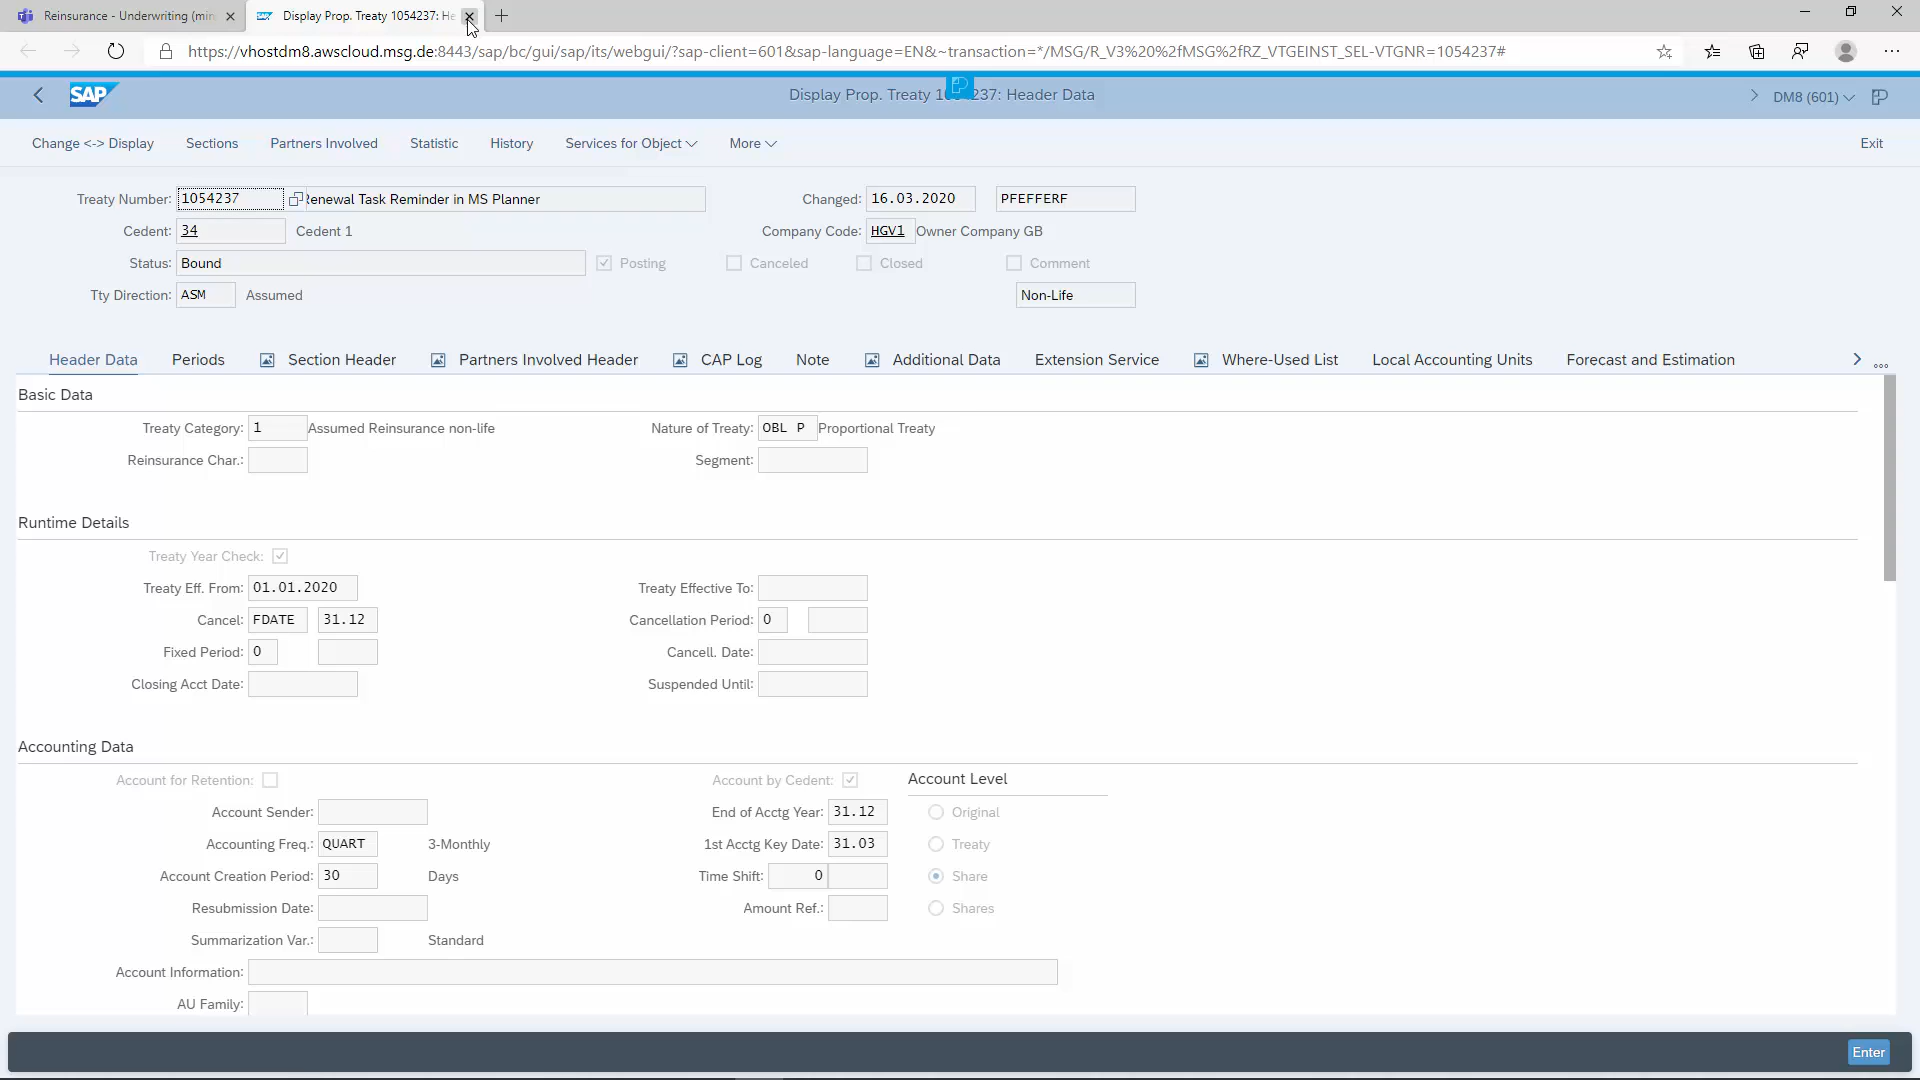 Reinsurance - Underwriting (min
Display Prop. Treaty 1054237: He
https://vhostdm8.awscloud.msg.de:8443/sap/bc/gui/sap/its/webgui/?sap-client=601&sap-language=EN&~transaction=*/MSG/R_V3%20%2fMSG%2fRZ_VTGEINST_SEL-VTGNR=1054237#
SAP
Display Prop. Treaty 1054237: Header Data
DM8 (601)
Change <-> Display Sections Partners Involved Statistic History Services for Object More Exit
Treaty Number: 1054237 Renewal Task Reminder in MS Planner Changed: 16.03.2020 PFEFFERF
Cedent: 34 Cedent 1 Company Code: HGV1 Owner Company GB
Status: Bound Posting Canceled Closed Comment
Tty Direction: ASM Assumed Non-Life
Header Data Periods Section Header Partners Involved Header CAP Log Note Additional Data Extension Service Where-Used List Local Accounting Units Forecast and Estimation
Basic Data
Treaty Category: 1 Assumed Reinsurance non-life Nature of Treaty: OBL P Proportional Treaty
Reinsurance Char.: Segment:
Runtime Details
Treaty Year Check:
Treaty Eff. From: 01.01.2020 Treaty Effective To:
Cancel: FDATE 31.12 Cancellation Period: 0
Fixed Period: 0 Cancell. Date:
Closing Acct Date: Suspended Until:
Accounting Data
Account for Retention: Account by Cedent: Account Level
Account Sender: End of Acctg Year: 31.12 Original
Accounting Freq.: QUART 3-Monthly 1st Acctg Key Date: 31.03 Treaty
Account Creation Period: 30 Days Time Shift: 0 Share
Resubmission Date: Amount Ref.: Shares
Summarization Var.: Standard
Account Information:
AU Family:
Enter